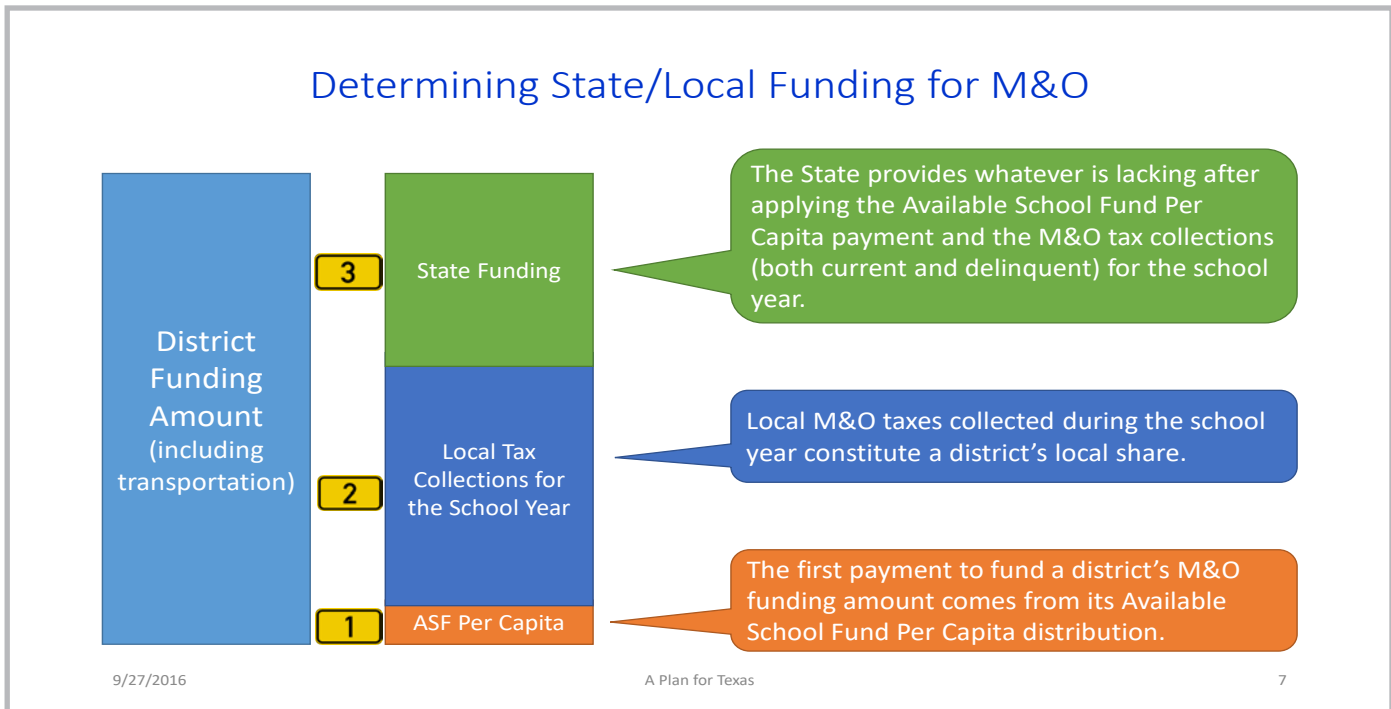 Determining State/Local Funding for M&O
District
Funding
Amount
(including
transportation)
3
State Funding
The State provides whatever is lacking after
applying the Available School Fund Per
Capita payment and the M&O tax collections
(both current and delinquent) for the school
year.
2
Local Tax
Collections for
the School Year
Local M&O taxes collected during the school
year constitute a district’s local share.
1
ASF Per Capita
The first payment to fund a district’s M&O
funding amount comes from its Available
School Fund Per Capita distribution.
9/27/2016
A Plan for Texas
7